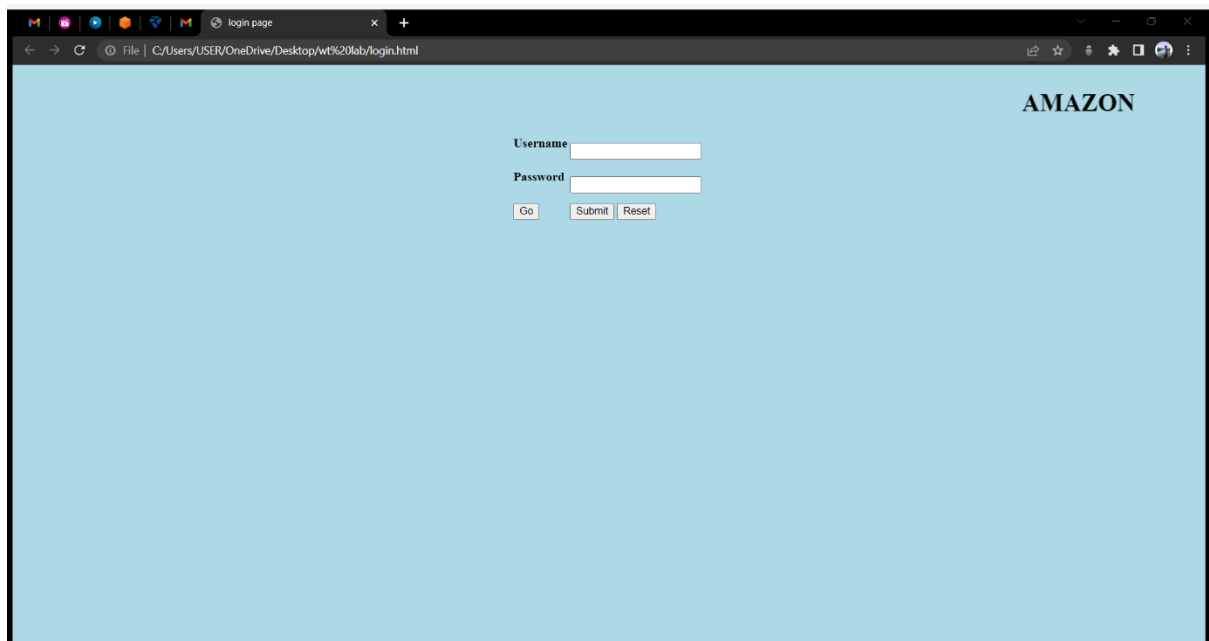 login page
File | C:/Users/USER/OneDrive/Desktop/wt%20lab/login.html
AMAZON
Username
Password
Go Submit Reset